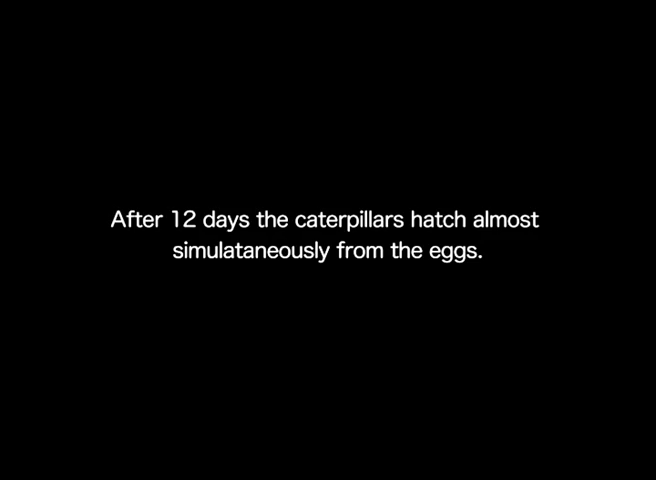 After 12 days the caterpillars hatch almost
simulataneously from the eggs.